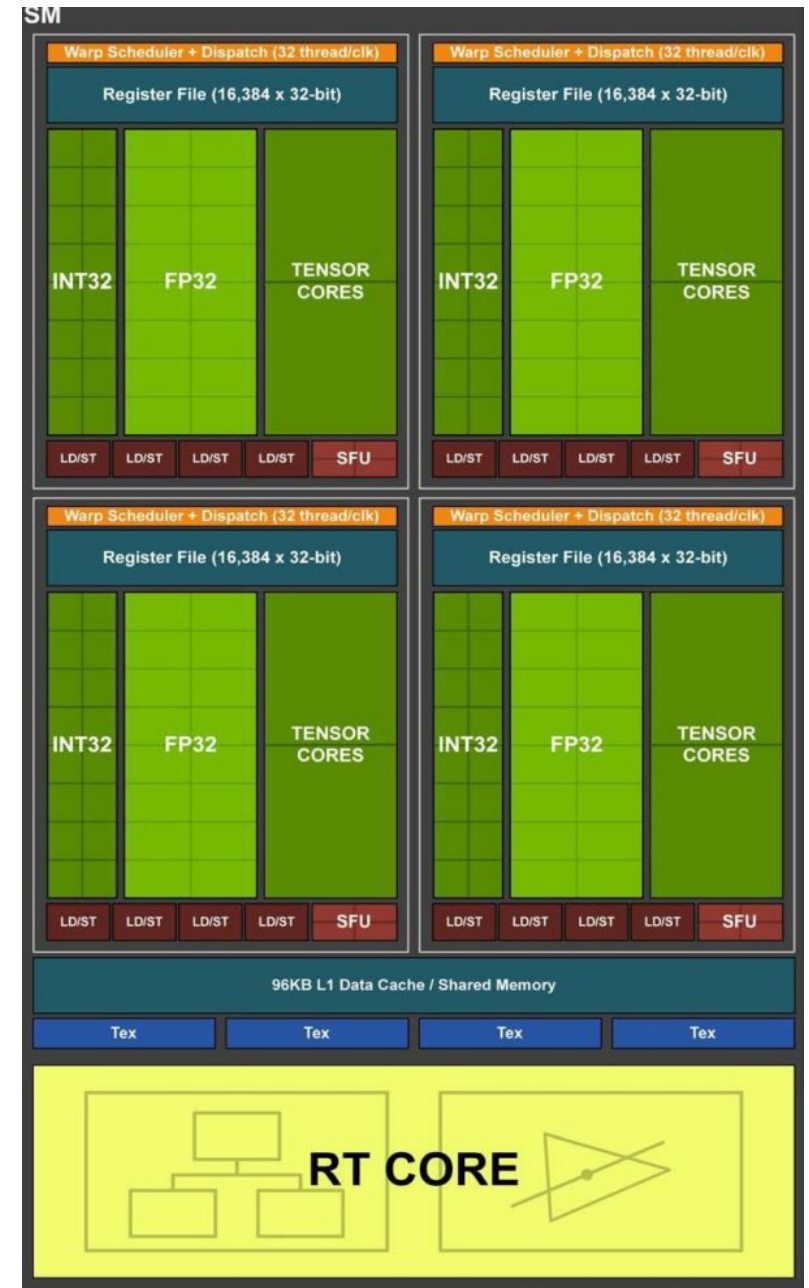 SM
Warp Scheduler + Dispatch (32 thread/clk)
Register File (16,384 x 32-bit)
INT32
FP32
TENSOR
CORES
LD/ST
LD/ST
LD/ST
LD/ST
SFU
Warp Scheduler + Dispatch (32 thread/clk)
Register File (16,384 x 32-bit)
INT32
FP32
TENSOR
CORES
LD/ST
LD/ST
LD/ST
LD/ST
SFU
Warp Scheduler + Dispatch (32 thread/clk)
Register File (16,384 x 32-bit)
INT32
FP32
TENSOR
CORES
LD/ST
LD/ST
LD/ST
LD/ST
SFU
Warp Scheduler + Dispatch (32 thread/clk)
Register File (16,384 x 32-bit)
INT32
FP32
TENSOR
CORES
LD/ST
LD/ST
LD/ST
LD/ST
SFU
96KB L1 Data Cache / Shared Memory
Tex
Tex
Tex
Tex
RT CORE